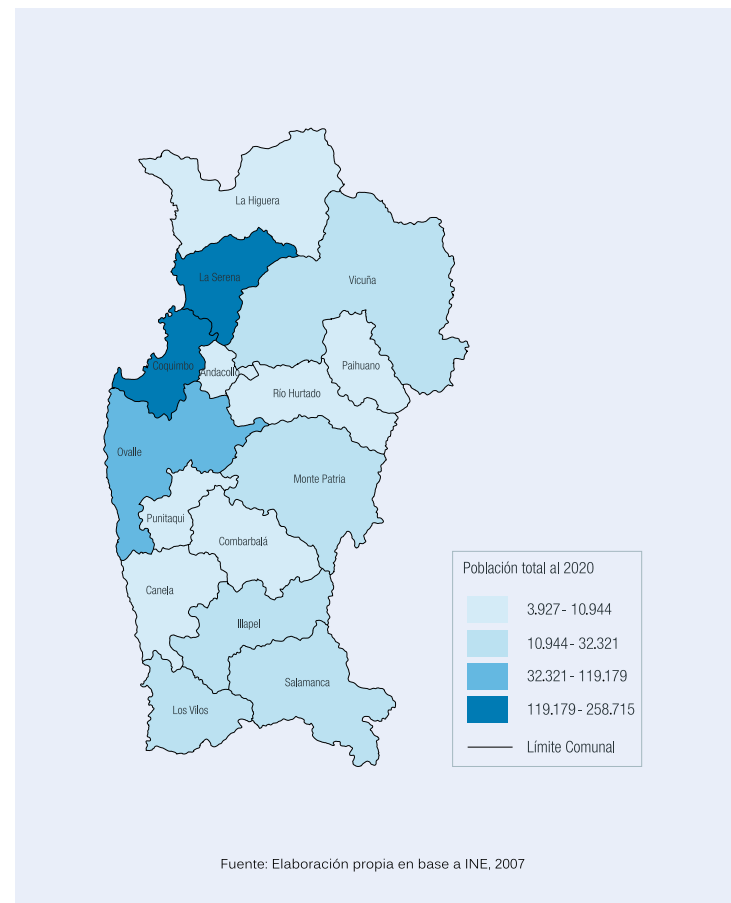 La Higuera
La Serena
Vicuña
Coquimbo
Andacollo
Paihuano
Río Hurtado
Ovalle
Monte Patria
Punitaqui
Combarbalá
Canela
Illapel
Salamanca
Los Vilos
Población total al 2020
3.927 - 10.944
10.944 - 32.321
32.321 - 119.179
119.179 - 258.715
Límite Comunal
Fuente: Elaboración propia en base a INE, 2007